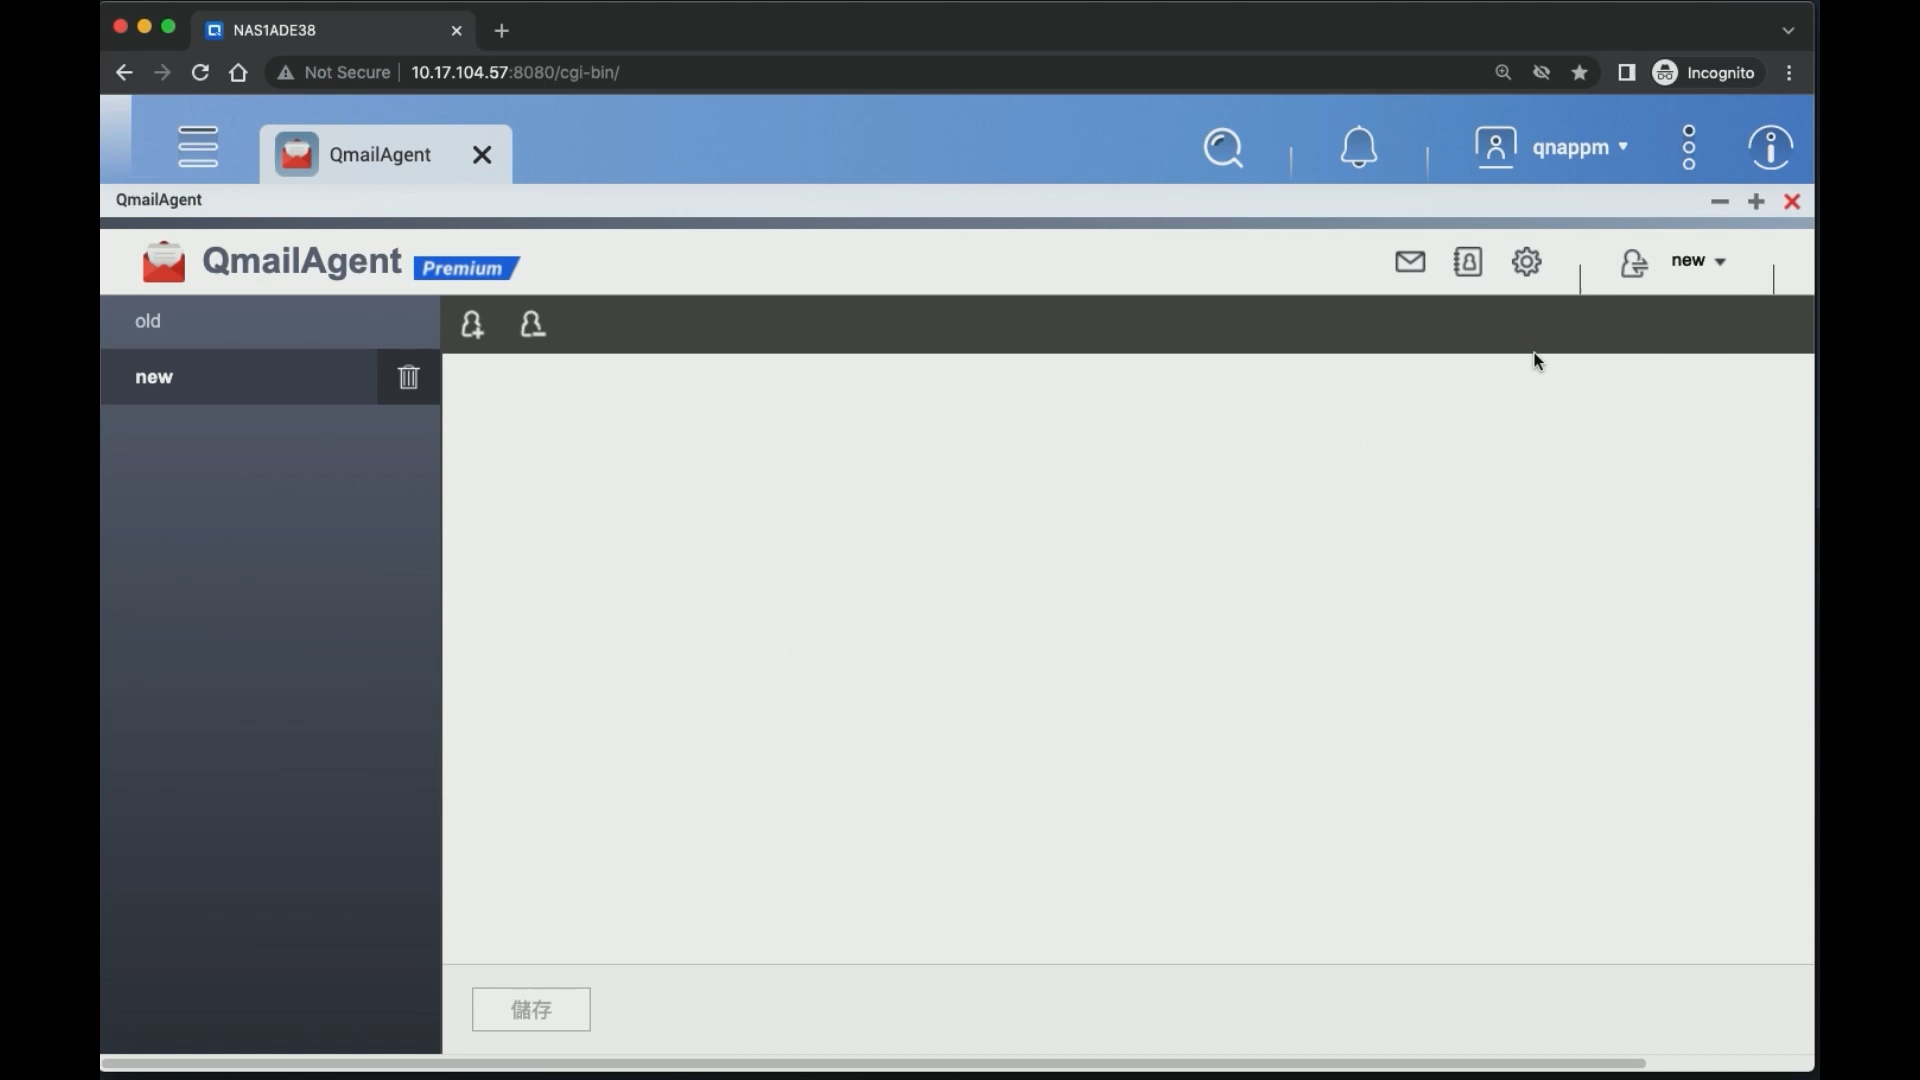 NAS1ADE38
Not Secure
10.17.104.57:8080/cgi-bin/
Incognito
QmailAgent
qnappm
QmailAgent
QmailAgent Premium
new
old
new
儲存